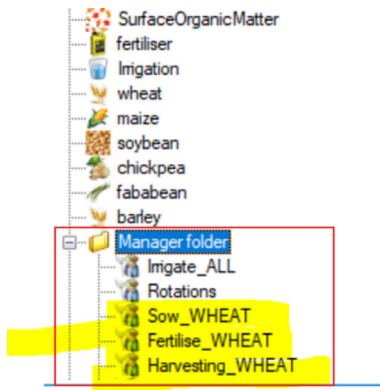 SurfaceOrganicMatter
fertiliser
Irrigation
wheat
maize
soybean
chickpea
fababean
barley
Manager folder
Irrigate_ALL
Rotations
Sow_WHEAT
Fertilise_WHEAT
Harvesting_WHEAT